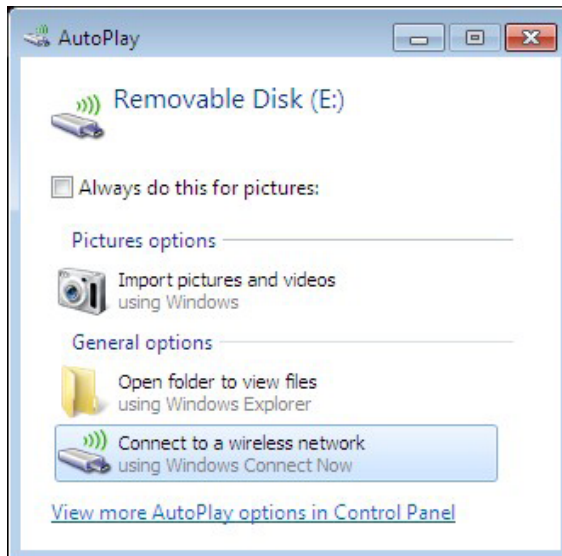 AutoPlay
Removable Disk (E:)
Always do this for pictures:
Pictures options
Import pictures and videos
using Windows
General options
Open folder to view files
using Windows Explorer
Connect to a wireless network
using Windows Connect Now
View more AutoPlay options in Control Panel